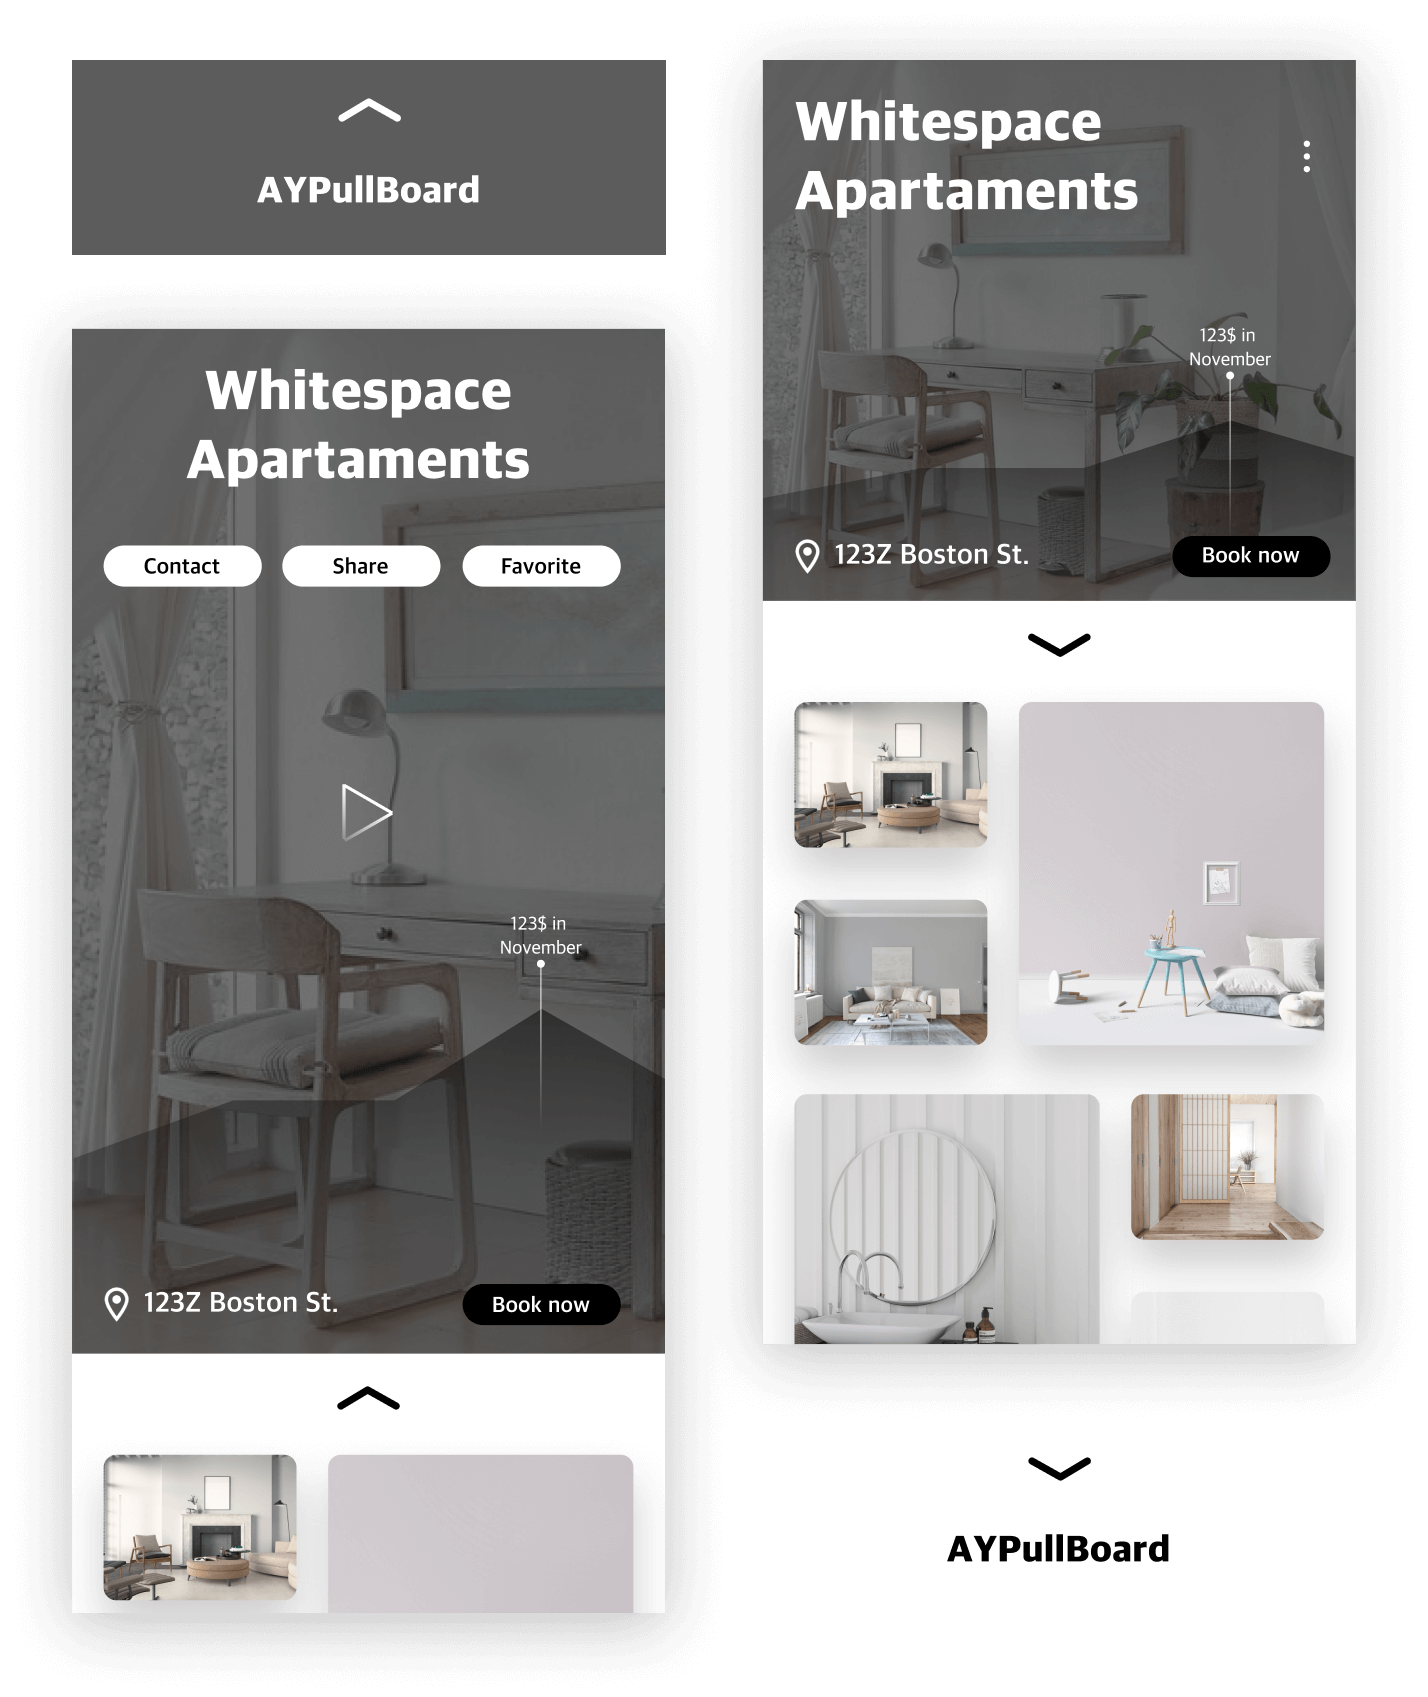 AYPullBoard
Whitespace
Apartaments
Contact
Share
Favorite
123$ in
November
123Z Boston St.
Book now
Whitespace
Apartaments
123$ in
November
123Z Boston St.
Book now
AYPullBoard